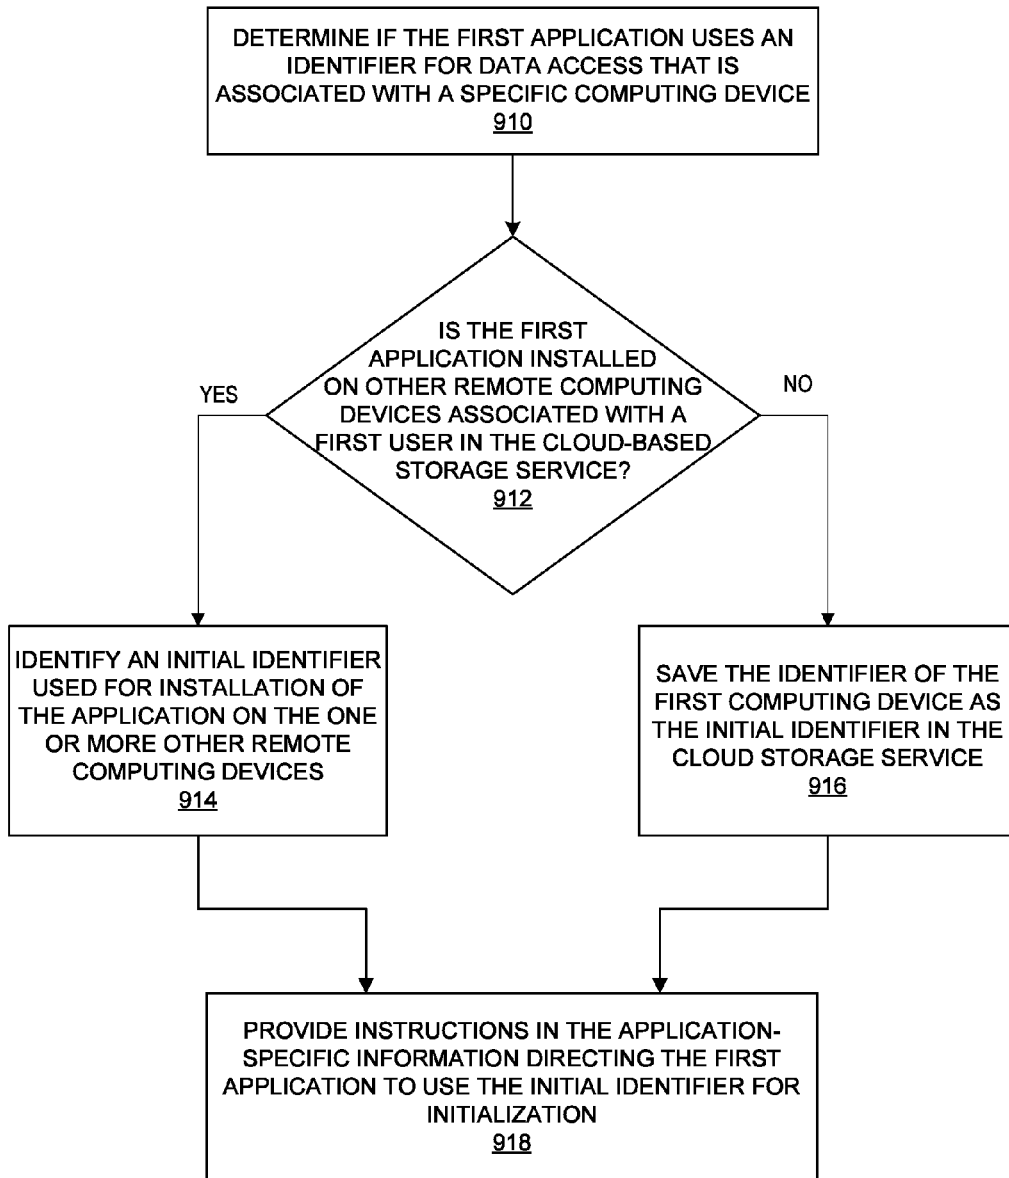 DETERMINE IF THE FIRST APPLICATION USES AN
IDENTIFIER FOR DATA ACCESS THAT IS
ASSOCIATED WITH A SPECIFIC COMPUTING DEVICE
910
IS THE FIRST
APPLICATION INSTALLED
ON OTHER REMOTE COMPUTING
DEVICES ASSOCIATED WITH A
FIRST USER IN THE CLOUD-BASED
STORAGE SERVICE?
912
YES
NO
IDENTIFY AN INITIAL IDENTIFIER
USED FOR INSTALLATION OF
THE APPLICATION ON THE ONE
OR MORE OTHER REMOTE
COMPUTING DEVICES
914
SAVE THE IDENTIFIER OF THE
FIRST COMPUTING DEVICE AS
THE INITIAL IDENTIFIER IN THE
CLOUD STORAGE SERVICE
916
PROVIDE INSTRUCTIONS IN THE APPLICATION-
SPECIFIC INFORMATION DIRECTING THE FIRST
APPLICATION TO USE THE INITIAL IDENTIFIER FOR
INITIALIZATION
918